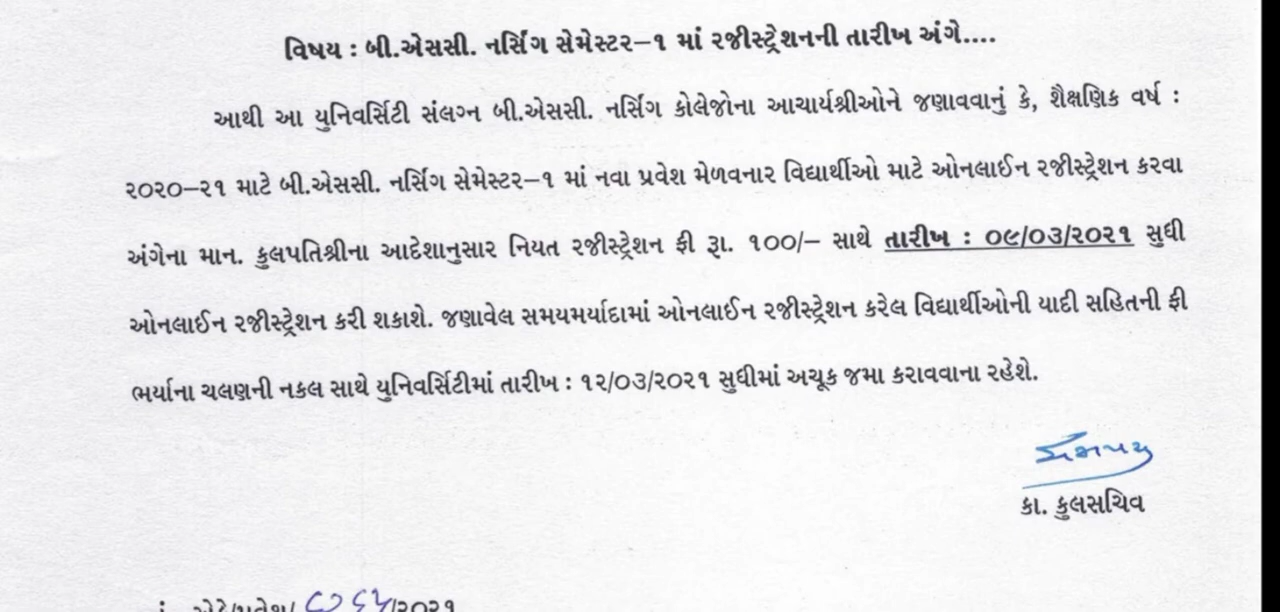 વિષય : બી.એસસી. નર્સિંગ સેમેસ્ટર–૧ માં રજીસ્ટ્રેશનની તારીખ અંગે....
આથી આ યુનિવર્સિટી સંલગ્ન બી.એસસી. નર્સિંગ કોલેજોના આચાર્યશ્રીઓને જણાવવાનું કે, શૈક્ષણિક વર્ષ :
૨૦૨૦–૨૧ માટે બી.એસસી. નર્સિંગ સેમેસ્ટર–૧ માં નવા પ્રવેશ મેળવનાર વિદ્યાર્થીઓ માટે ઓનલાઈન રજીસ્ટ્રેશન કરવા
અંગેના માન. કુલપતિશ્રીના આદેશાનુસાર નિયત રજીસ્ટ્રેશન ફી રૂા. ૧૦૦/– સાથે તારીખ : ૦૯/૦૩/૨૦૨૧ સુધી
ઓનલાઈન રજીસ્ટ્રેશન કરી શકાશે. જણાવેલ સમયમર્યાદામાં ઓનલાઈન રજીસ્ટ્રેશન કરેલ વિદ્યાર્થીઓની યાદી સહિતની ફી
ભર્યાના ચલણની નકલ સાથે યુનિવર્સિટીમાં તારીખ : ૧૨/૦૩/૨૦૨૧ સુધીમાં અચૂક જમા કરાવવાના રહેશે.
કા. કુલસચિવ
/૨૦૨૧